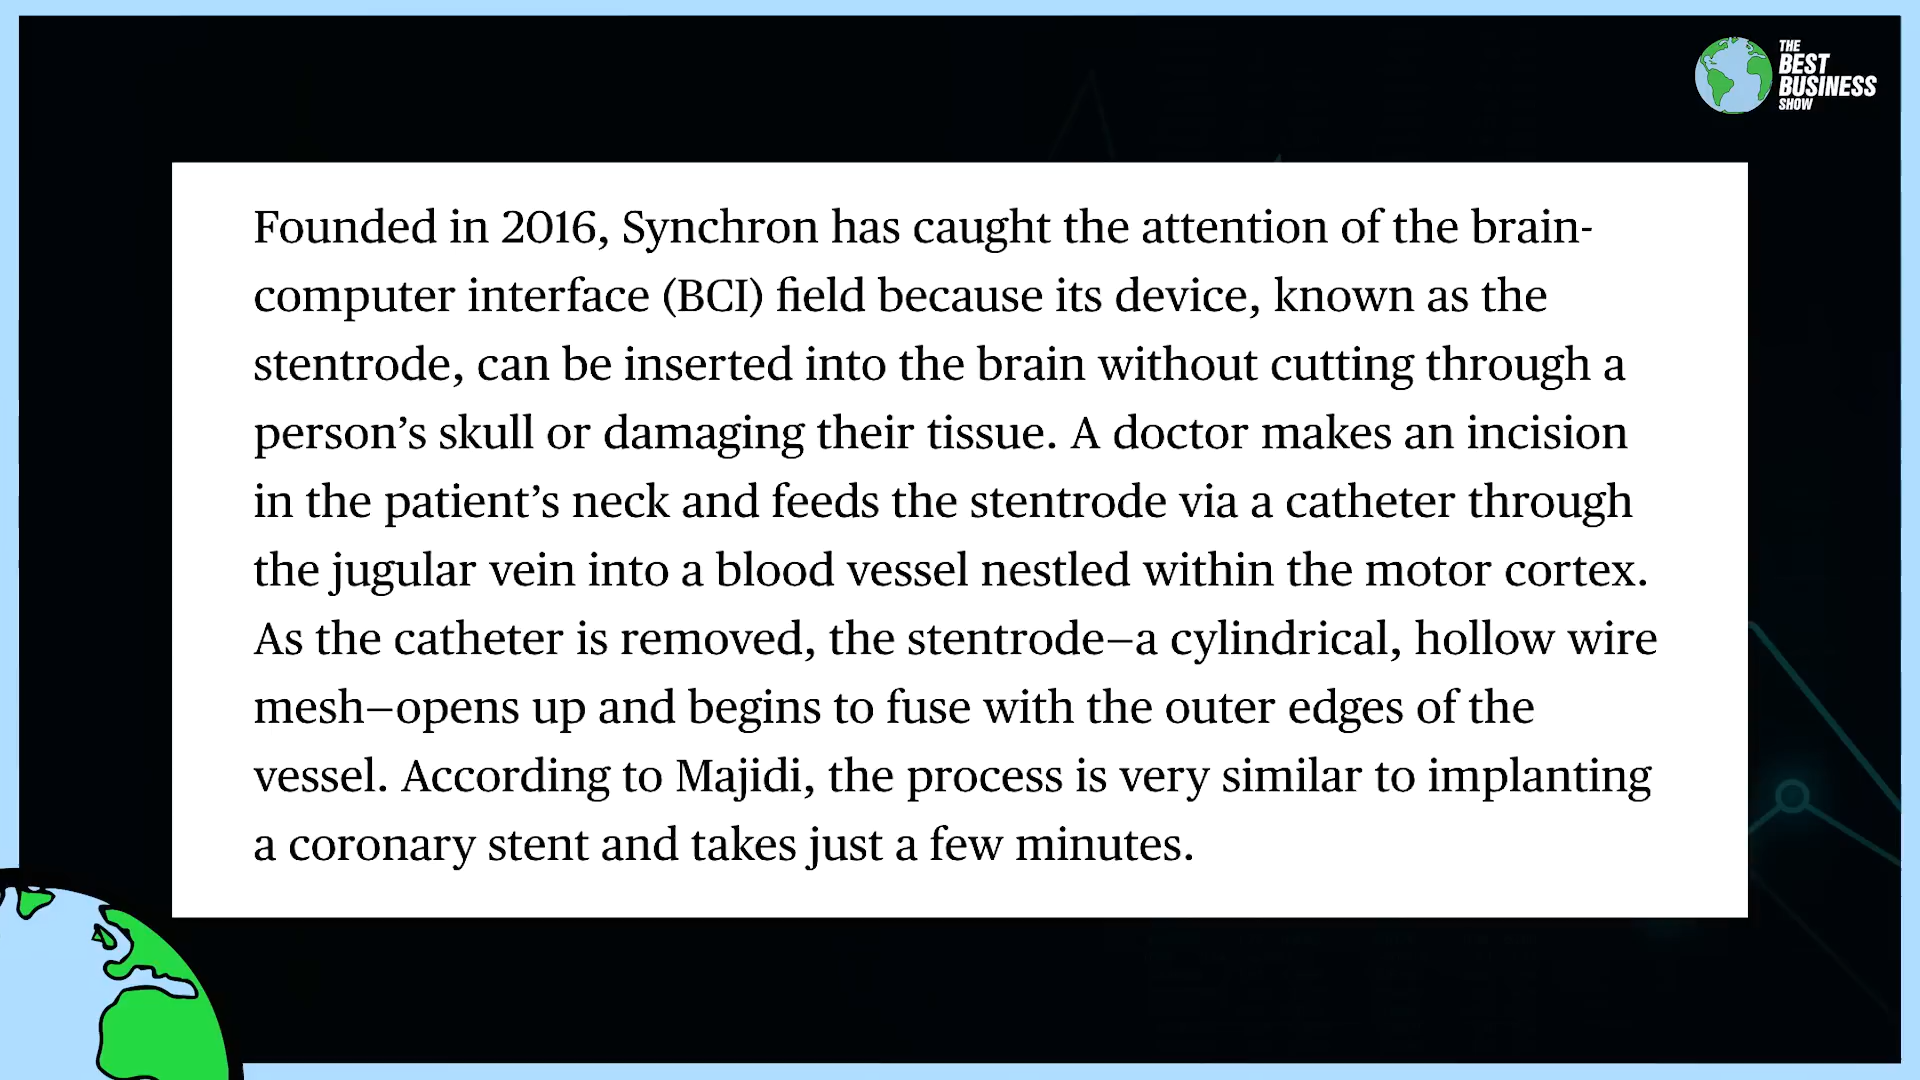 THE
BEST
BUSINESS
SHOW
Founded in 2016, Synchron has caught the attention of the brain-
computer interface (BCI) field because its device, known as the
stentrode, can be inserted into the brain without cutting through a
person’s skull or damaging their tissue. A doctor makes an incision
in the patient’s neck and feeds the stentrode via a catheter through
the jugular vein into a blood vessel nestled within the motor cortex.
As the catheter is removed, the stentrode—a cylindrical, hollow wire
mesh—opens up and begins to fuse with the outer edges of the
vessel. According to Majidi, the process is very similar to implanting
a coronary stent and takes just a few minutes.